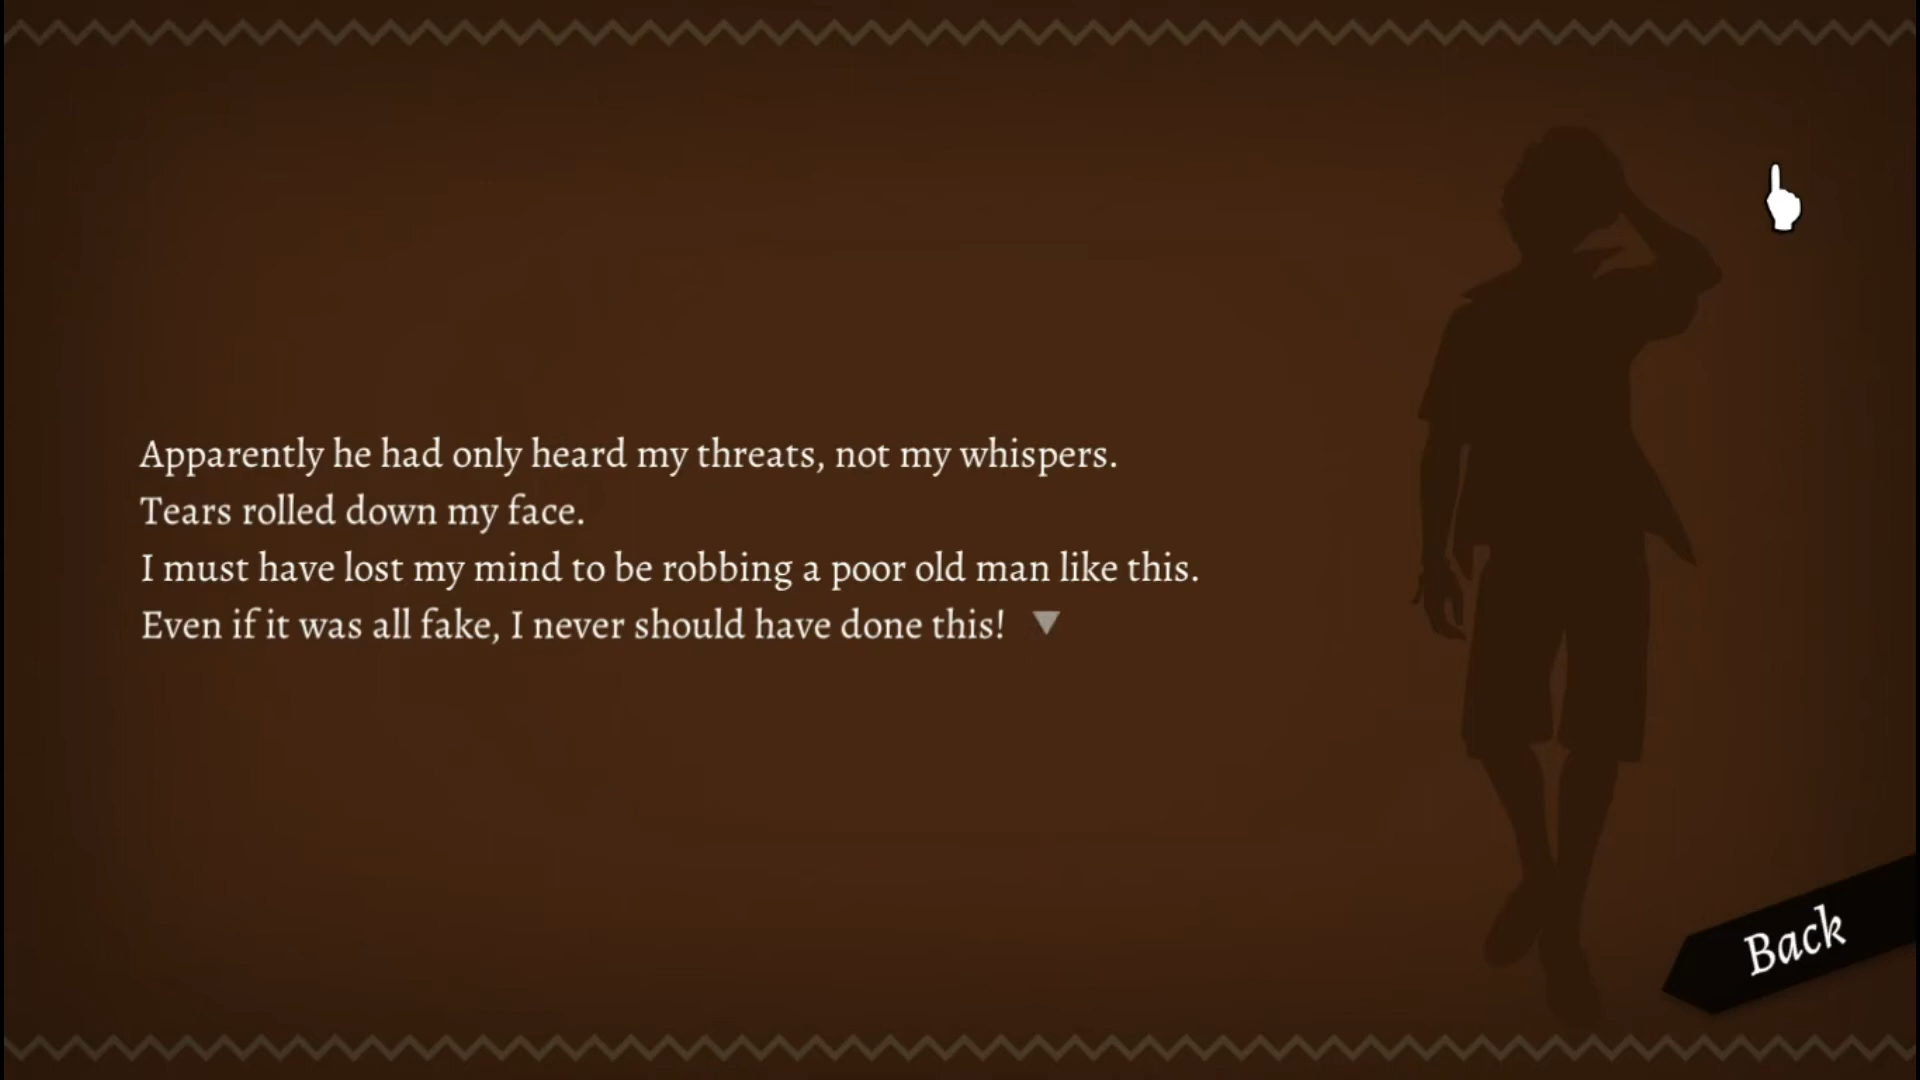 Apparently he had only heard my threats, not my whispers.
Tears rolled down my face.
I must have lost my mind to be robbing a poor old man like this.
Even if it was all fake, I never should have done this!
Back